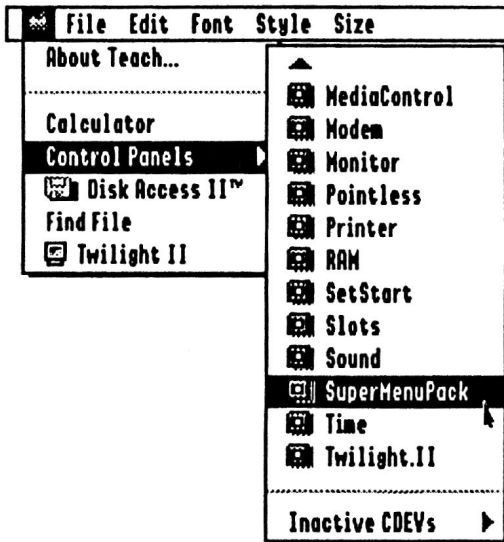 File Edit Font Style Size
About Teach...
Calculator
Control Panels
Disk Access II™
Find File
Twilight II
MediaControl
Modem
Monitor
Pointless
Printer
RAM
SetStart
Slots
Sound
SuperMenuPack
Time
Twilight.II
Inactive CDEVs